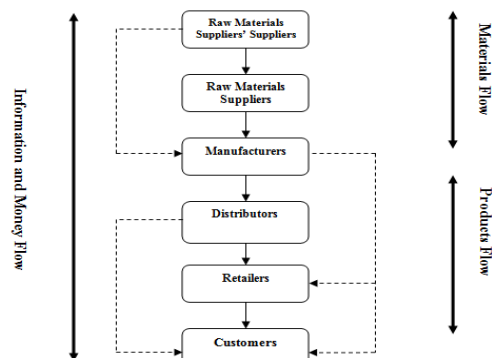 Raw Materials
Suppliers' Suppliers
Raw Materials
Suppliers
Manufacturers
Distributors
Retailers
Customers
Information and Money Flow
Materials Flow
Products Flow